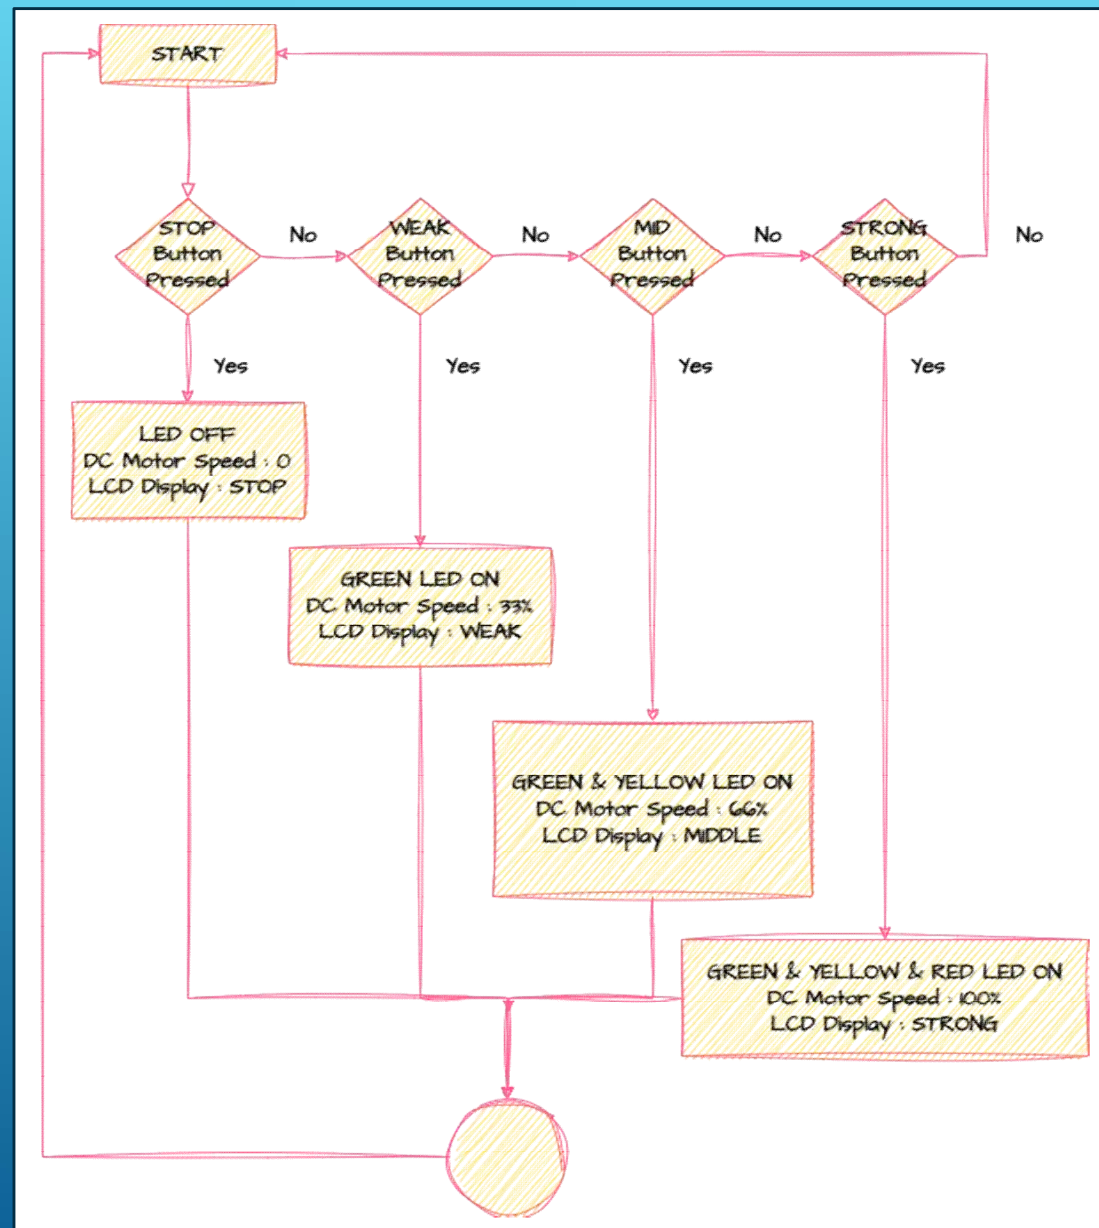 START
STOP
Button
Pressed
No
WEAK
Button
Pressed
No
MID
Button
Pressed
No
STRONG
Button
Pressed
No
Yes
Yes
Yes
Yes
LED OFF
DC Motor Speed : 0
LCD Display : STOP
GREEN LED ON
DC Motor Speed : 33%
LCD Display : WEAK
GREEN & YELLOW LED ON
DC Motor Speed : 66%
LCD Display : MIDDLE
GREEN & YELLOW & RED LED ON
DC Motor Speed : 100%
LCD Display : STRONG